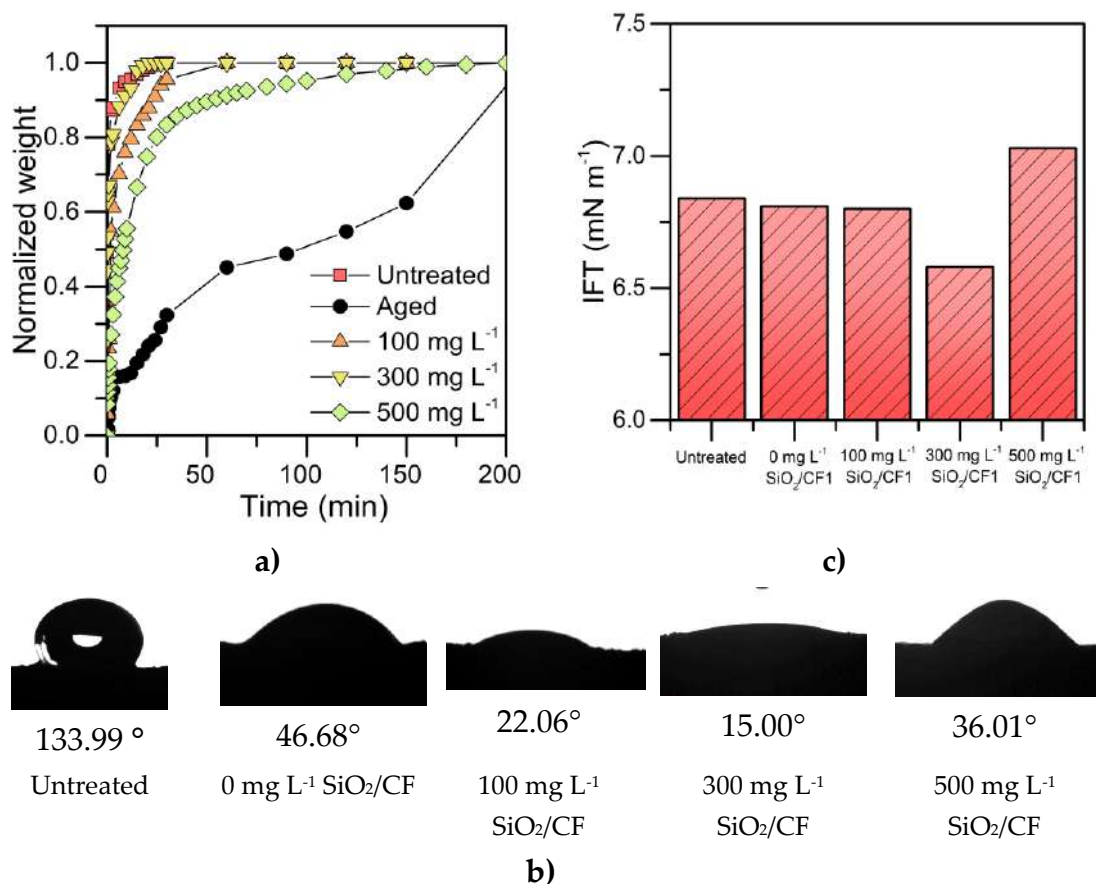 7.5
7.0
6.5
6.0
IFT (mN m⁻¹)
Untreated
0 mg L⁻¹
SiO₂/CF1
100 mg L⁻¹
SiO₂/CF1
300 mg L⁻¹
SiO₂/CF1
500 mg L⁻¹
SiO₂/CF1
1.0
0.8
0.6
0.4
0.2
0.0
Normalized weight
Untreated
Aged
100 mg L⁻¹
300 mg L⁻¹
500 mg L⁻¹
0 50 100 150 200
Time (min)
a)
c)
133.99 °
Untreated
46.68°
0 mg L⁻¹ SiO₂/CF
22.06°
100 mg L⁻¹
SiO₂/CF
15.00°
300 mg L⁻¹
SiO₂/CF
36.01°
500 mg L⁻¹
SiO₂/CF
b)